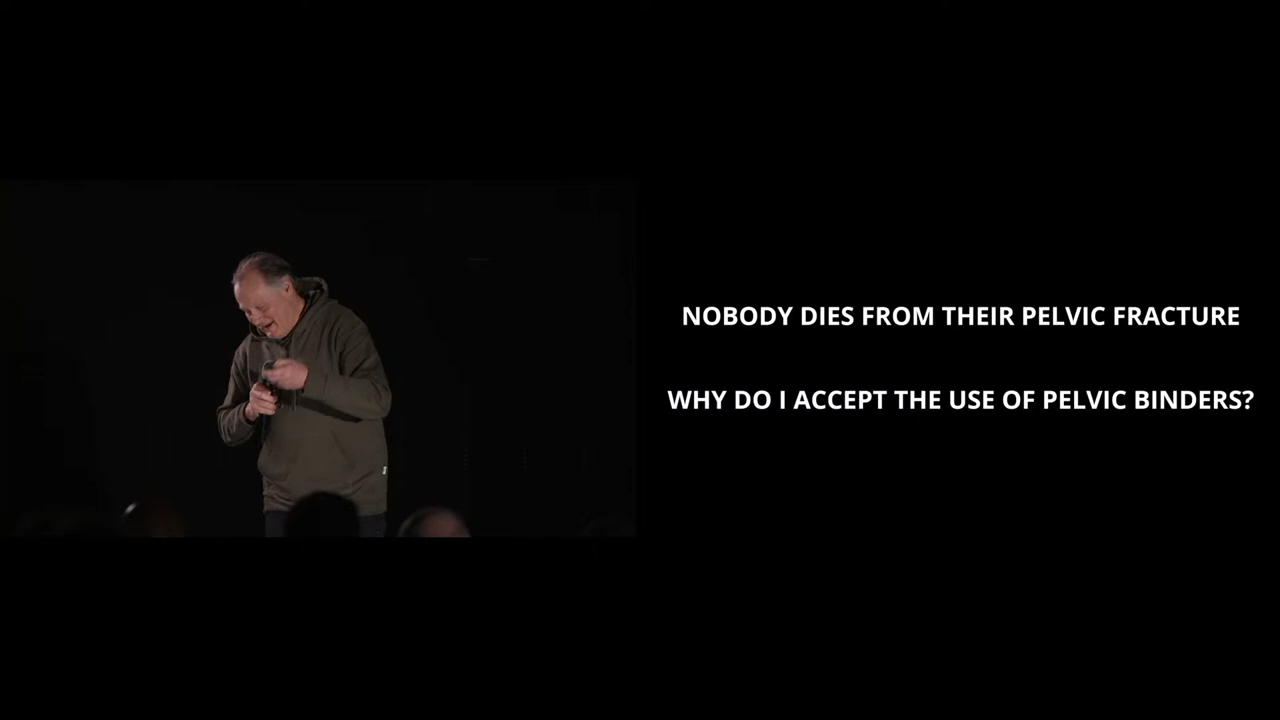 NOBODY DIES FROM THEIR PELVIC FRACTURE
WHY DO I ACCEPT THE USE OF PELVIC BINDERS?